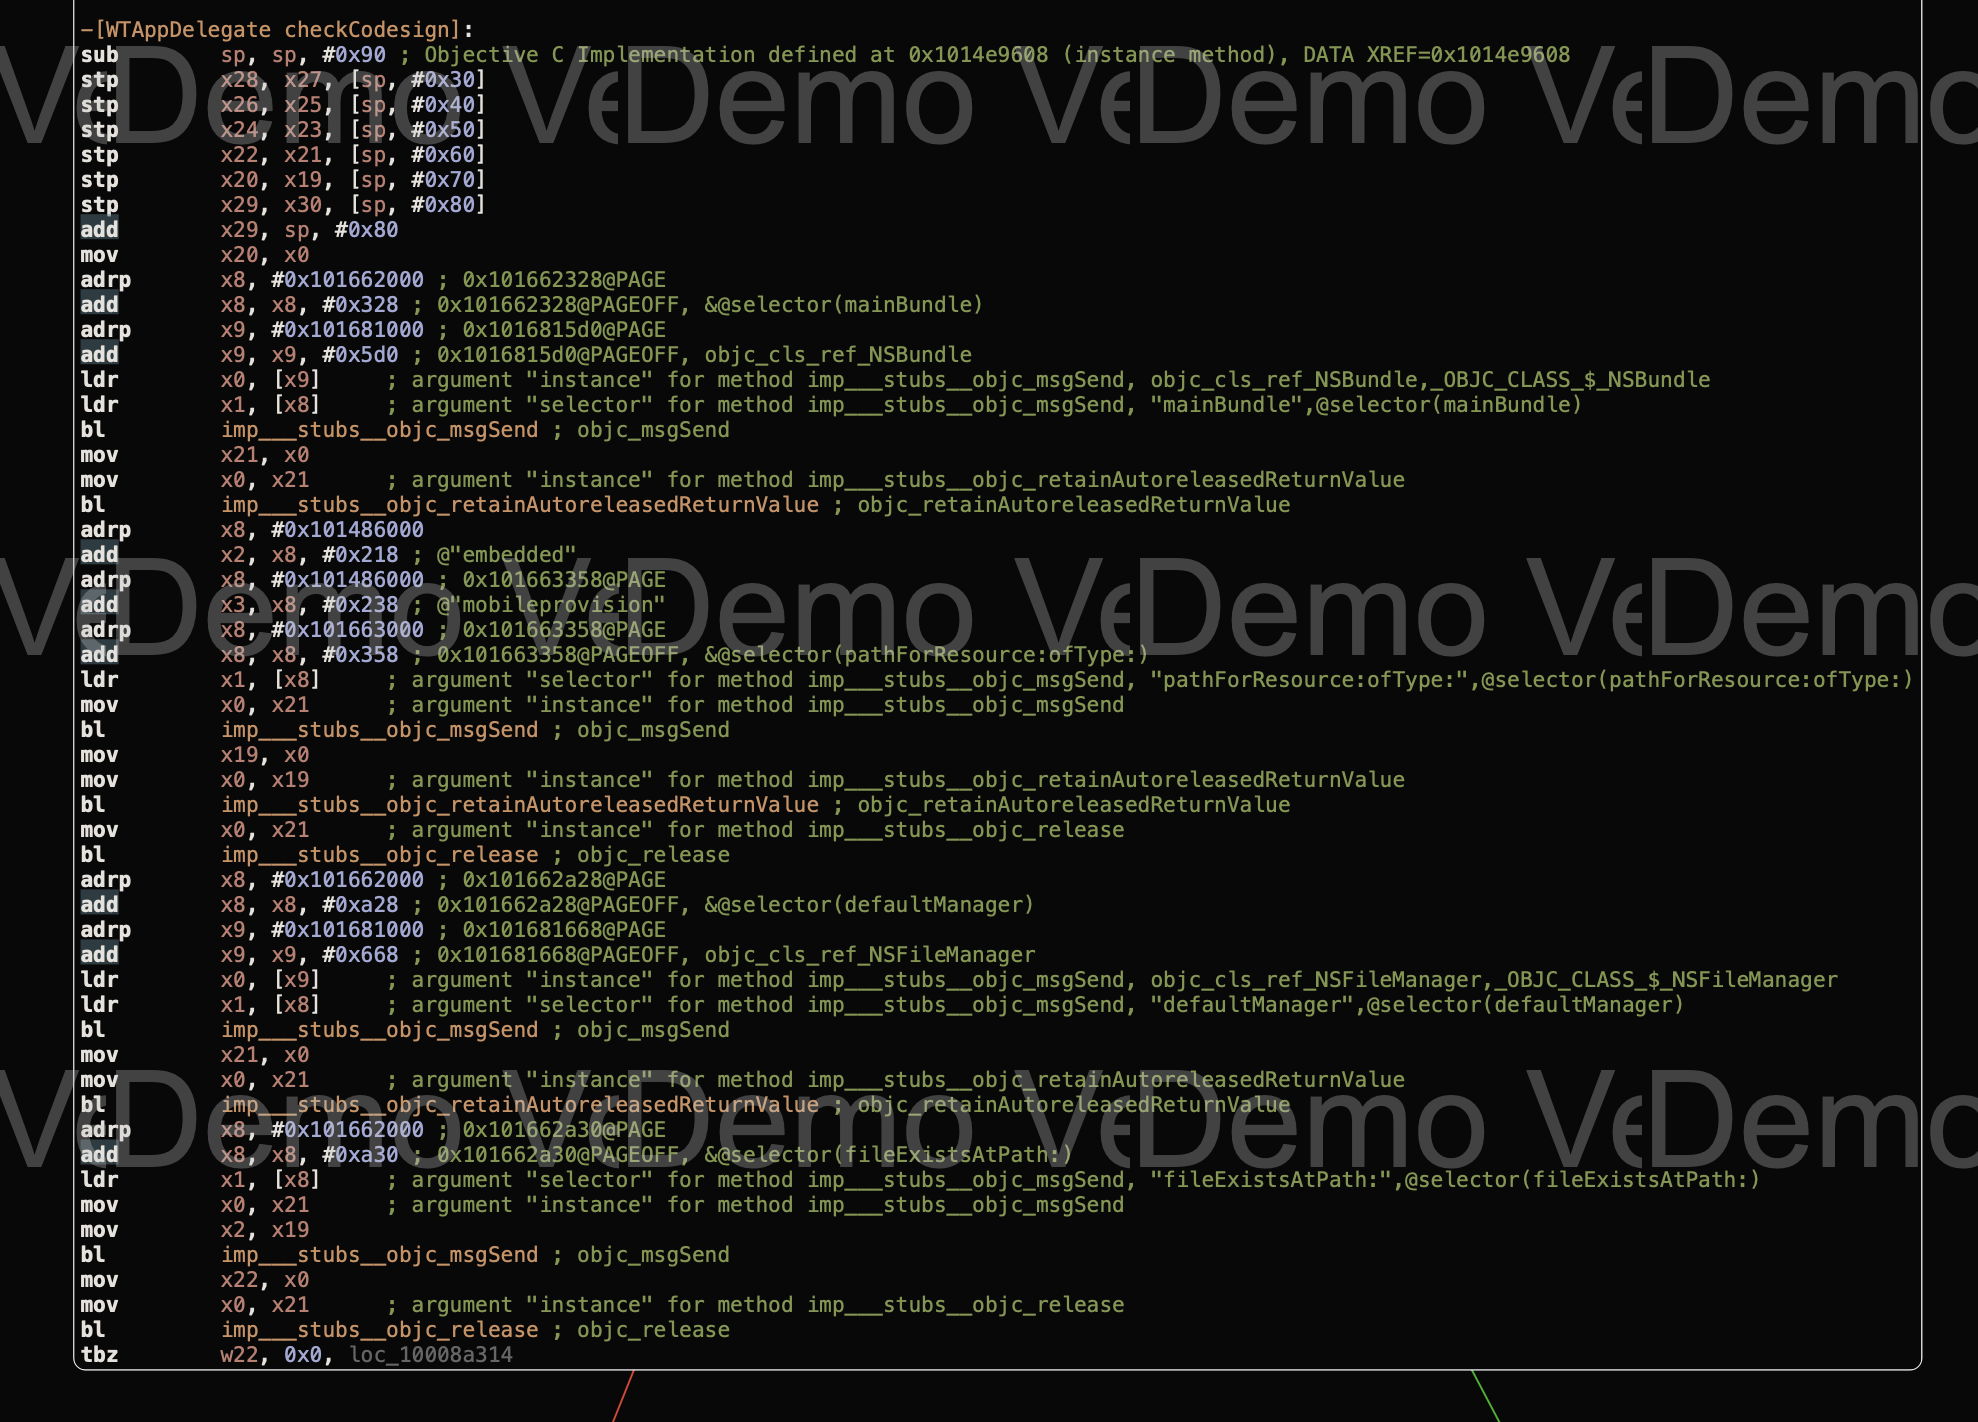 -[WTAppDelegate checkCodesign]:
sub sp, sp, #0x90 ; Objective C Implementation defined at 0x1014e9608 (instance method), DATA XREF=0x1014e9608
stp x28, x27, [sp, #0x30]
stp x26, x25, [sp, #0x40]
stp x24, x23, [sp, #0x50]
stp x22, x21, [sp, #0x60]
stp x20, x19, [sp, #0x70]
stp x29, x30, [sp, #0x80]
add x29, sp, #0x80
mov x20, x0
adrp x8, #0x101662000 ; 0x101662328@PAGE
add x8, x8, #0x328 ; 0x101662328@PAGEOFF, &@selector(mainBundle)
adrp x9, #0x101681000 ; 0x1016815d0@PAGE
add x9, x9, #0x5d0 ; 0x1016815d0@PAGEOFF, objc_cls_ref_NSBundle
ldr x0, [x9] ; argument "instance" for method imp___stubs__objc_msgSend, objc_cls_ref_NSBundle,_OBJC_CLASS_$_NSBundle
ldr x1, [x8] ; argument "selector" for method imp___stubs__objc_msgSend, "mainBundle",@selector(mainBundle)
bl imp___stubs__objc_msgSend ; objc_msgSend
mov x21, x0
mov x0, x21 ; argument "instance" for method imp___stubs__objc_retainAutoreleasedReturnValue
bl imp___stubs__objc_retainAutoreleasedReturnValue ; objc_retainAutoreleasedReturnValue
adrp x8, #0x101486000
add x2, x8, #0x218 ; @"embedded"
adrp x8, #0x101486000 ; 0x101663358@PAGE
add x3, x8, #0x238 ; @"mobileprovision"
adrp x8, #0x101663000 ; 0x101663358@PAGE
add x8, x8, #0x358 ; 0x101663358@PAGEOFF, &@selector(pathForResource:ofType:)
ldr x1, [x8] ; argument "selector" for method imp___stubs__objc_msgSend, "pathForResource:ofType:",@selector(pathForResource:ofType:)
mov x0, x21 ; argument "instance" for method imp___stubs__objc_msgSend
bl imp___stubs__objc_msgSend ; objc_msgSend
mov x19, x0
mov x0, x19 ; argument "instance" for method imp___stubs__objc_retainAutoreleasedReturnValue
bl imp___stubs__objc_retainAutoreleasedReturnValue ; objc_retainAutoreleasedReturnValue
mov x0, x21 ; argument "instance" for method imp___stubs__objc_release
bl imp___stubs__objc_release ; objc_release
adrp x8, #0x101662000 ; 0x101662a28@PAGE
add x8, x8, #0xa28 ; 0x101662a28@PAGEOFF, &@selector(defaultManager)
adrp x9, #0x101681000 ; 0x101681668@PAGE
add x9, x9, #0x668 ; 0x101681668@PAGEOFF, objc_cls_ref_NSFileManager
ldr x0, [x9] ; argument "instance" for method imp___stubs__objc_msgSend, objc_cls_ref_NSFileManager,_OBJC_CLASS_$_NSFileManager
ldr x1, [x8] ; argument "selector" for method imp___stubs__objc_msgSend, "defaultManager",@selector(defaultManager)
bl imp___stubs__objc_msgSend ; objc_msgSend
mov x21, x0
mov x0, x21 ; argument "instance" for method imp___stubs__objc_retainAutoreleasedReturnValue
bl imp___stubs__objc_retainAutoreleasedReturnValue ; objc_retainAutoreleasedReturnValue
adrp x8, #0x101662000 ; 0x101662a30@PAGE
add x8, x8, #0xa30 ; 0x101662a30@PAGEOFF, &@selector(fileExistsAtPath:)
ldr x1, [x8] ; argument "selector" for method imp___stubs__objc_msgSend, "fileExistsAtPath:",@selector(fileExistsAtPath:)
mov x0, x21 ; argument "instance" for method imp___stubs__objc_msgSend
mov x2, x19
bl imp___stubs__objc_msgSend ; objc_msgSend
mov x22, x0
mov x0, x21 ; argument "instance" for method imp___stubs__objc_release
bl imp___stubs__objc_release ; objc_release
tbz w22, 0x0, loc_10008a314
Demo Demo Demo Demo
Demo Demo Demo Demo
Demo Demo Demo Demo